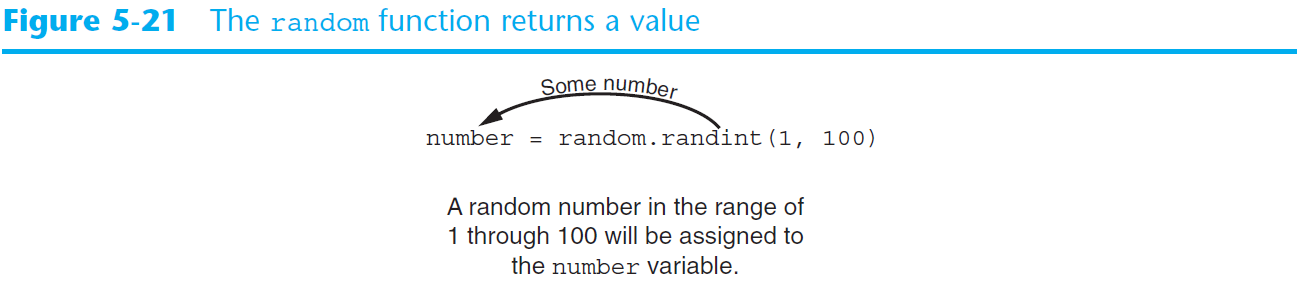 Figure 5-21 The random function returns a value
Some number
number = random.randint(1, 100)
A random number in the range of
1 through 100 will be assigned to
the number variable.